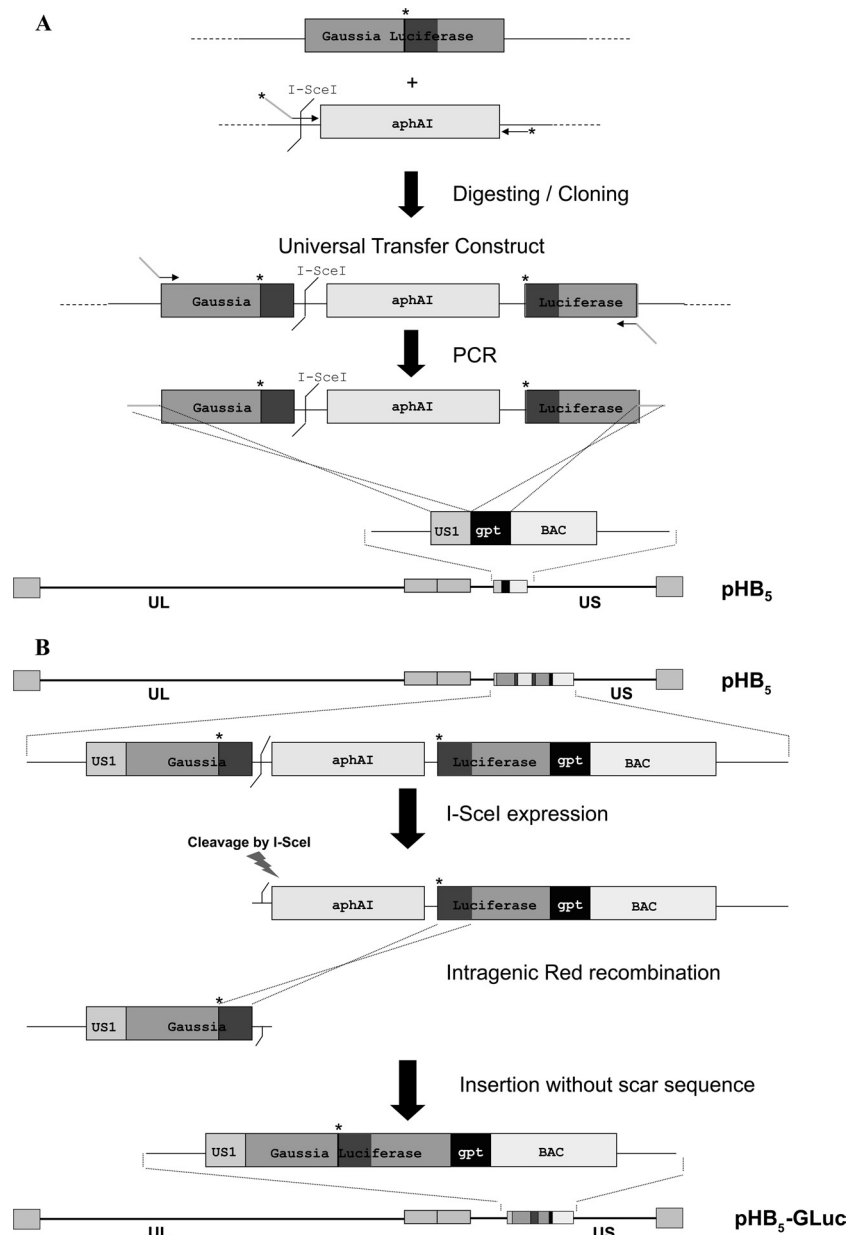 A
*
Gaussia Luciferase
+
I-SceI
*
aphAI
*
Digesting / Cloning
Universal Transfer Construct
I-SceI
* *
Gaussia aphAI Luciferase
PCR
I-SceI
* *
Gaussia aphAI Luciferase
US1 gpt BAC
UL US pHB5
B
UL US pHB5
* *
US1 Gaussia aphAI Luciferase gpt BAC
I-SceI expression
Cleavage by I-SceI
*
aphAI Luciferase gpt BAC
Intragenic Red recombination
*
US1 Gaussia
Insertion without scar sequence
*
US1 Gaussia Luciferase gpt BAC
UL US pHB5-GLuc